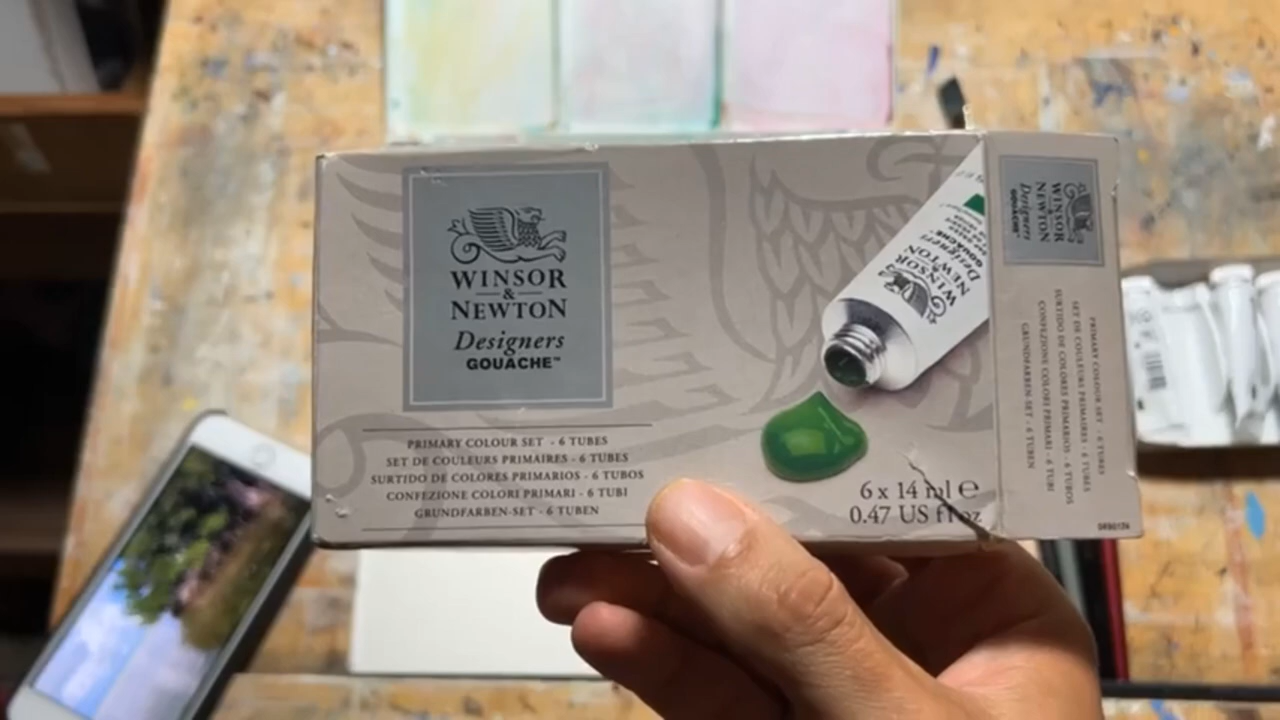 WINSOR
&
NEWTON
Designers
GOUACHE™
PRIMARY COLOUR SET - 6 TUBES
SET DE COULEURS PRIMAIRES - 6 TUBES
SURTIDO DE COLORES PRIMARIOS - 6 TUBOS
CONFEZIONE COLORI PRIMARI - 6 TUBI
GRUNDFARBEN-SET - 6 TUBEN
WINSOR
&
NEWTON
Designers
GOUACHE
6 x 14 ml e
0.47 US fl oz
WINSOR
&
NEWTON
Designers
GOUACHE™
PRIMARY COLOUR SET - 6 TUBES
SET DE COULEURS PRIMAIRES - 6 TUBES
SURTIDO DE COLORES PRIMARIOS - 6 TUBOS
CONFEZIONE COLORI PRIMARI - 6 TUBI
GRUNDFARBEN SET - 6 TUBEN